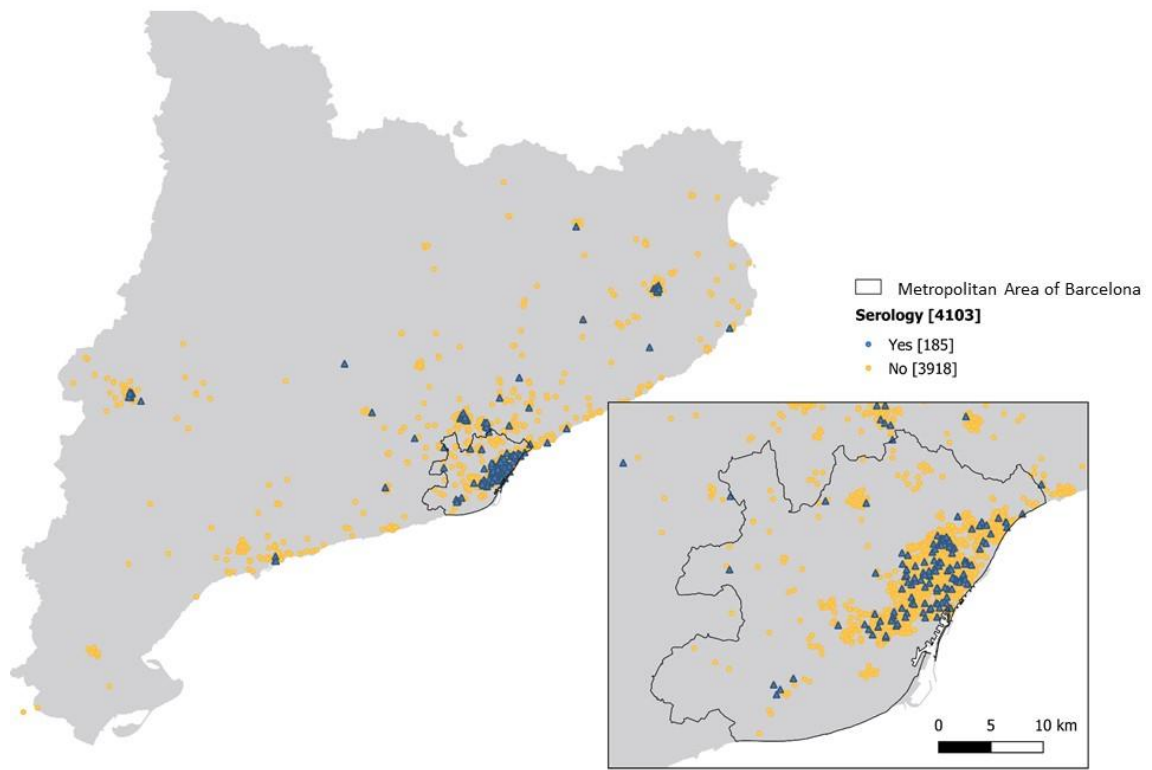 Metropolitan Area of Barcelona
Serology [4103]
Yes [185]
No [3918]
0 5 10 km